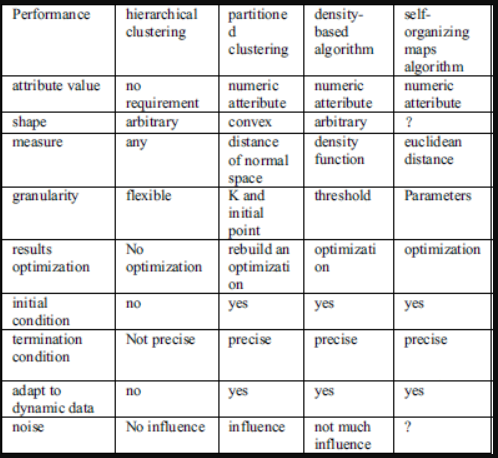 Performance hierarchical clustering partitione d clustering density-based algorithm self-organizing maps algorithm
attribute value no requirement numeric atteribute numeric atteribute numeric atteribute
shape arbitrary convex arbitrary ?
measure any distance of normal space density function euclidean distance
granularity flexible K and initial point threshold Parameters
results optimization No optimization rebuild an optimizati on optimizati on optimization
initial condition no yes yes yes
termination condition Not precise precise precise precise
adapt to dynamic data no yes yes yes
noise No influence influence not much influence ?